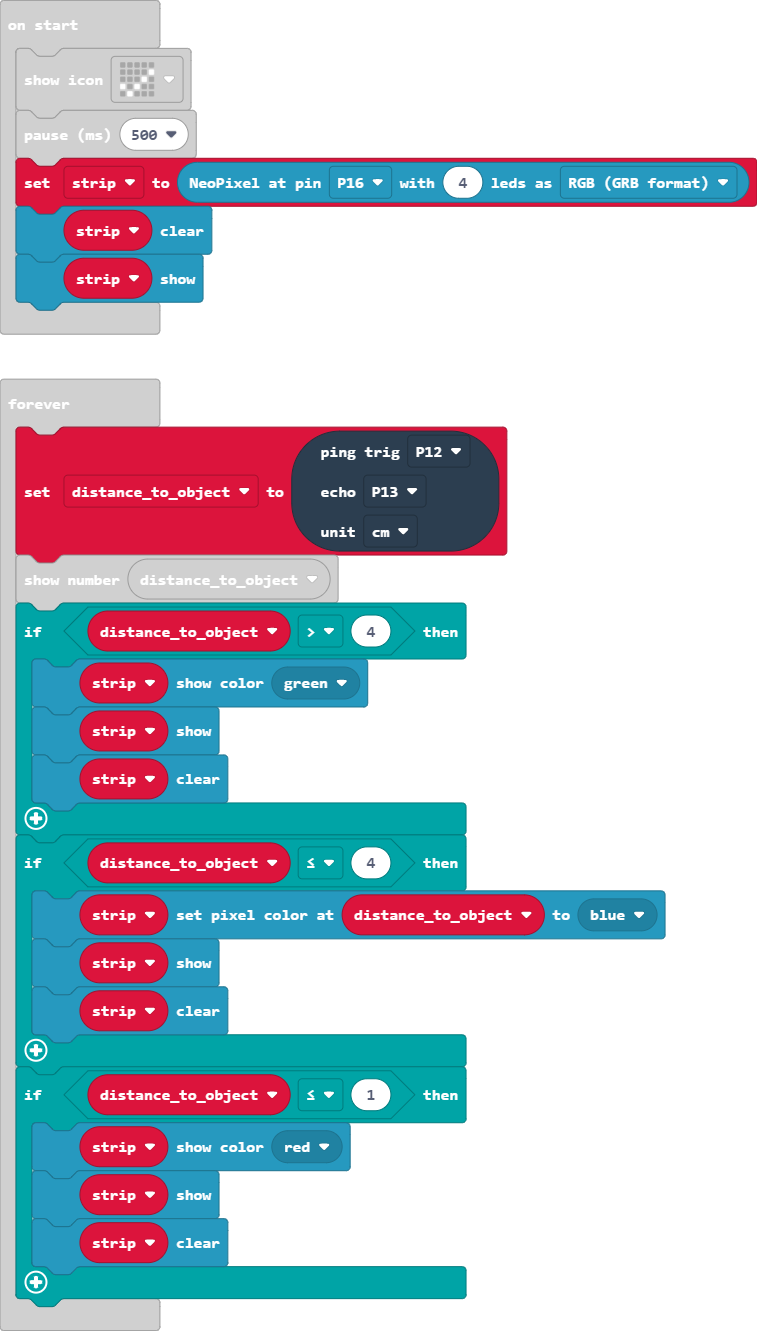 on start
show icon
pause (ms) 500
set strip to NeoPixel at pin P16 with 4 leds as RGB (GRB format)
strip clear
strip show
forever
set distance_to_object to ping trig P12
echo P13
unit cm
show number distance_to_object
if distance_to_object > 4 then
strip show color green
strip show
strip clear
if distance_to_object ≤ 4 then
strip set pixel color at distance_to_object to blue
strip show
strip clear
if distance_to_object ≤ 1 then
strip show color red
strip show
strip clear